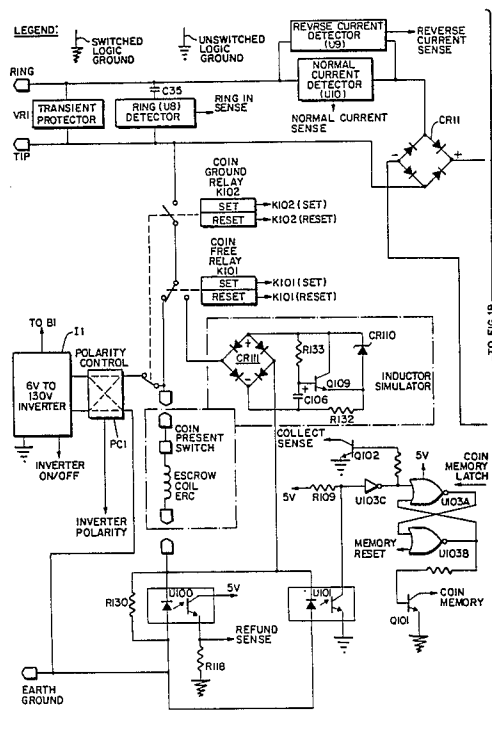 LEGEND:
SWITCHED
LOGIC
GROUND
UNSWITCHED
LOGIC
GROUND
REVRSE CURRENT
DETECTOR
(U9)
REVERSE
CURRENT
SENSE
RING
C35
NORMAL
CURRENT
DETECTOR
(U10)
VR1
TRANSIENT
PROTECTOR
RING (U8)
DETECTOR
RING IN
SENSE
NORMAL CURRENT
SENSE
CR11
TIP
- +
COIN
GROUND
RELAY
K102
SET
K102 (SET)
RESET
K102 (RESET)
COIN
FREE
RELAY
K101
SET
K101 (SET)
RESET
K101 (RESET)
TO B1
I1
POLARITY
CONTROL
6V TO
130V
INVERTER
PC1
INVERTER
ON/OFF
INVERTER
POLARITY
+
CR111
-
R133
CR110
Q109
+
C106
R132
INDUCTOR
SIMULATOR
COIN
PRESENT
SWITCH
ESCROW
COIL
ERC
COLLECT
SENSE
Q102
5V
COIN
MEMORY
LATCH
5V
R109
U103C
U103A
MEMORY
RESET
U103B
COIN
MEMORY
Q101
R130
U100
5V
U101
REFUND
SENSE
R118
EARTH
GROUND